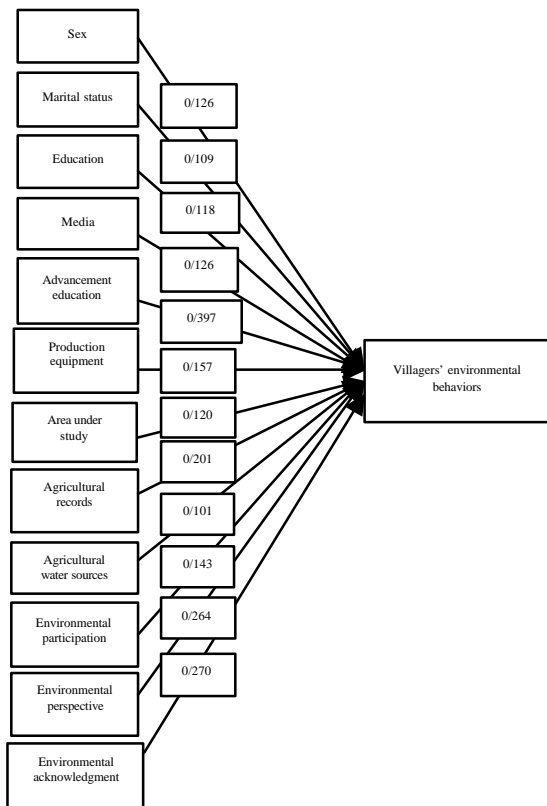 Sex
0/126
Marital status
0/109
Education
0/118
Media
0/126
Advancement
education
0/397
Production
equipment
0/157
Villagers’ environmental
behaviors
Area under
study
0/120
0/201
Agricultural
records
0/101
Agricultural
water sources
0/143
Environmental
participation
0/264
Environmental
perspective
0/270
Environmental
acknowledgment